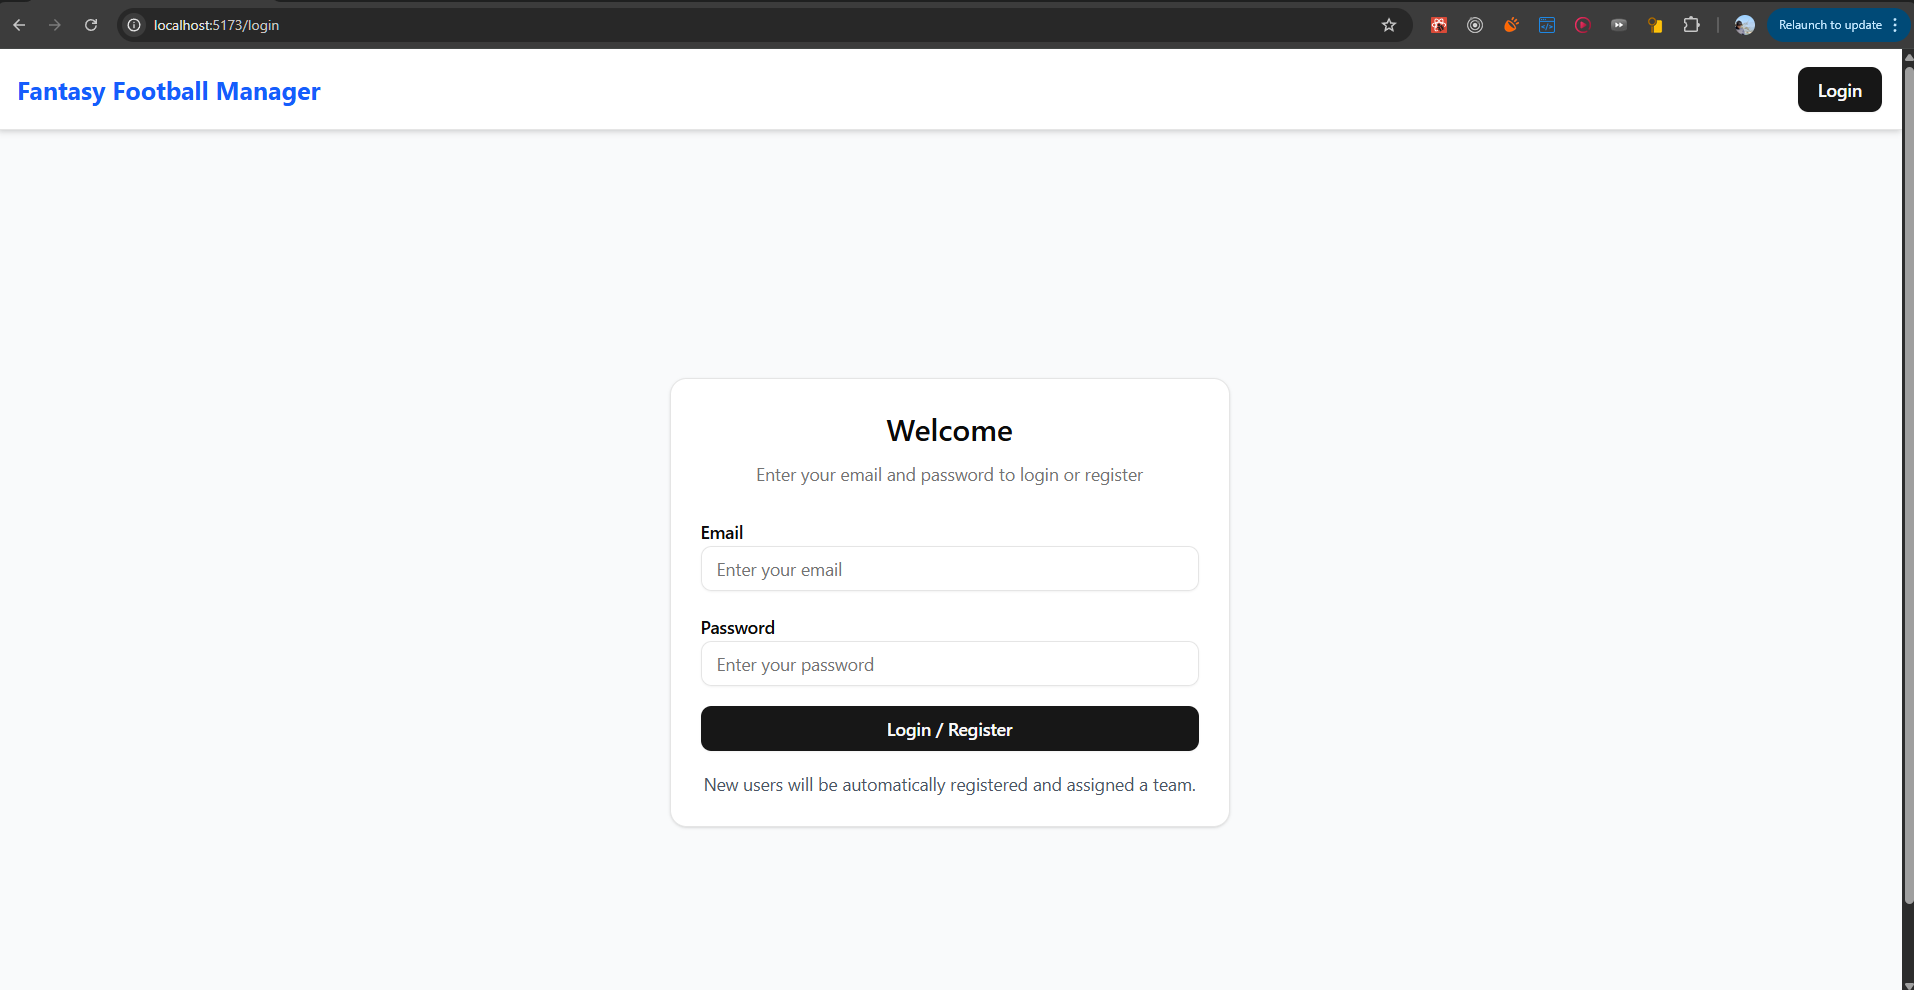 localhost:5173/login
Relaunch to update
Fantasy Football Manager
Login
Welcome
Enter your email and password to login or register
Email
Enter your email
Password
Enter your password
Login / Register
New users will be automatically registered and assigned a team.